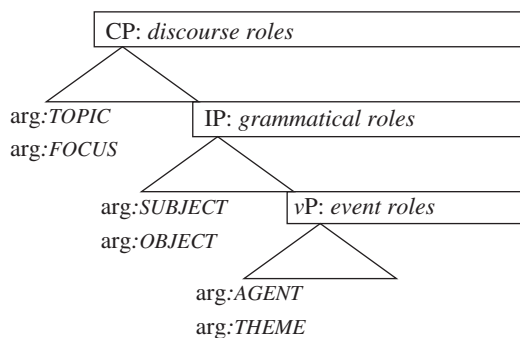 CP: discourse roles
arg:TOPIC
arg:FOCUS
IP: grammatical roles
arg:SUBJECT
arg:OBJECT
vP: event roles
arg:AGENT
arg:THEME